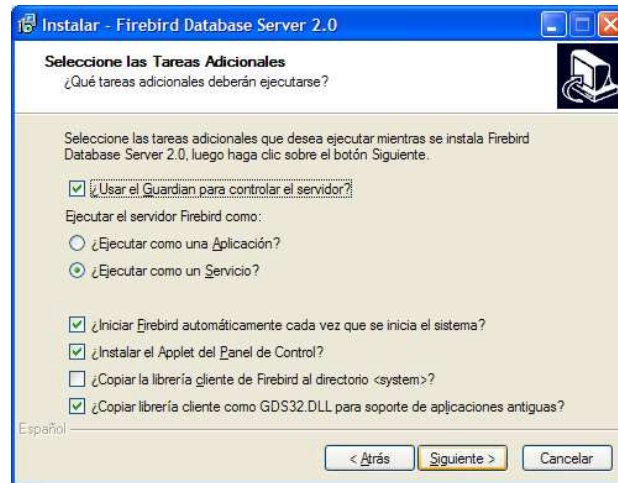 Instalar - Firebird Database Server 2.0
Seleccione las Tareas Adicionales
¿Qué tareas adicionales deberán ejecutarse?
Seleccione las tareas adicionales que desea ejecutar mientras se instala Firebird
Database Server 2.0, luego haga clic sobre el botón Siguiente.
¿Usar el Guardian para controlar el servidor?
Ejecutar el servidor Firebird como:
¿Ejecutar como una Aplicación?
¿Ejecutar como un Servicio?
¿Iniciar Firebird automáticamente cada vez que se inicia el sistema?
¿Instalar el Applet del Panel de Control?
¿Copiar la librería cliente de Firebird al directorio <system>?
¿Copiar librería cliente como GDS32.DLL para soporte de aplicaciones antiguas?
Español
< Atrás Siguiente > Cancelar